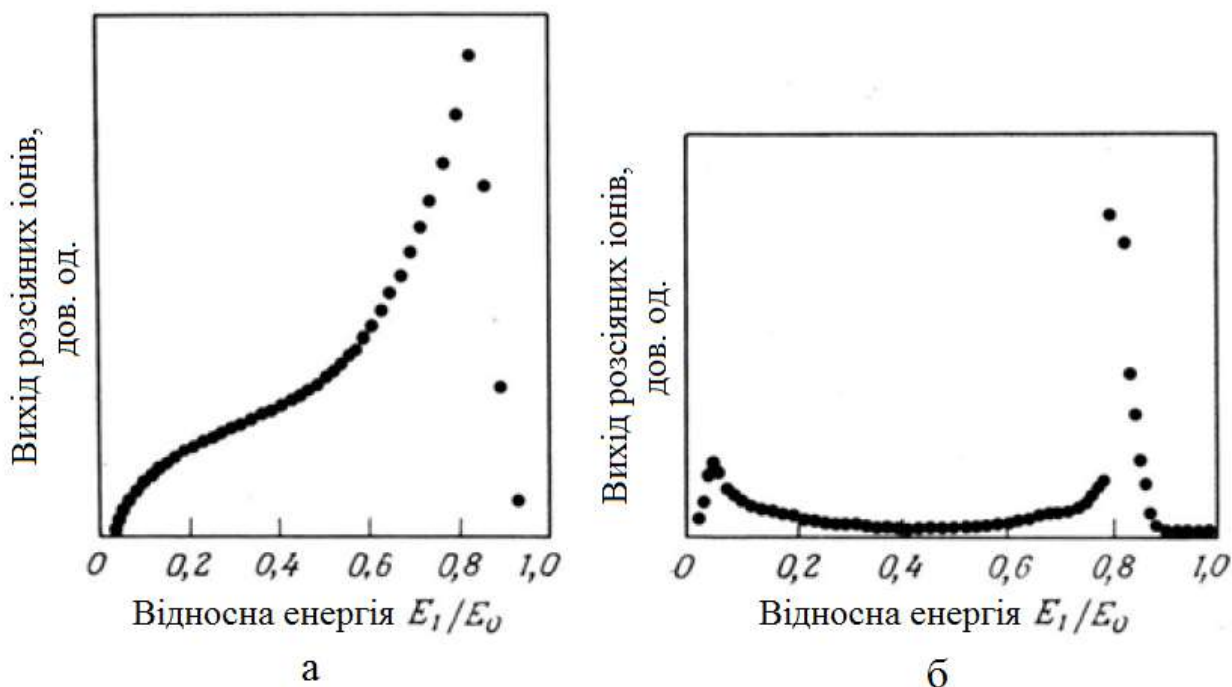 Вихід розсіяних іонів,
дов. од.
0 0,2 0,4 0,6 0,8 1,0
Відносна енергія E₁/E₀
а
Вихід розсіяних іонів,
дов. од.
0 0,2 0,4 0,6 0,8 1,0
Відносна енергія E₁/E₀
б